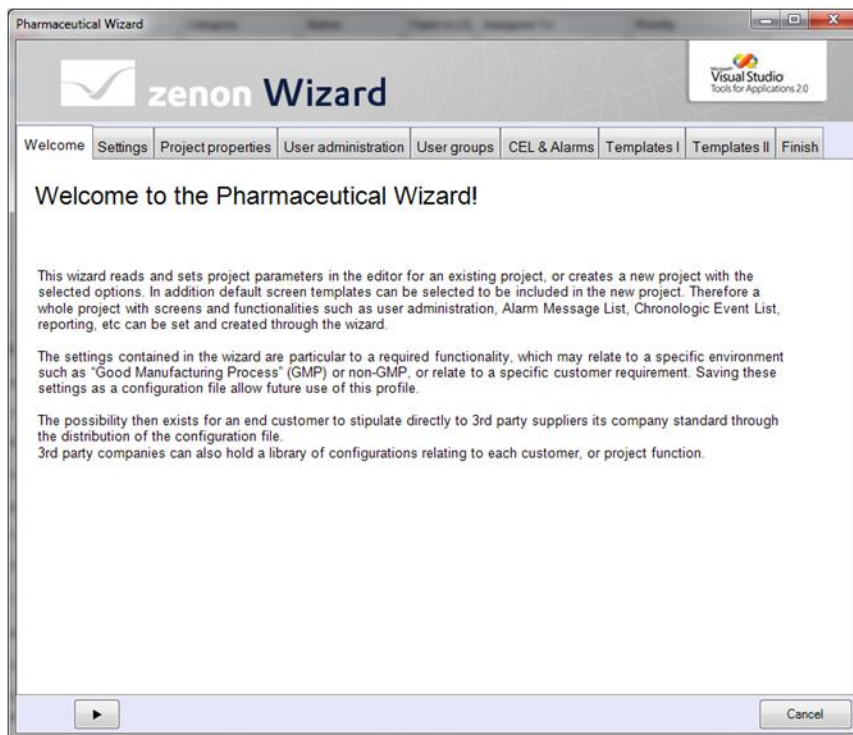 Pharmaceutical Wizard
zenon Wizard
Microsoft
Visual Studio
Tools for Applications 2.0
Welcome Settings Project properties User administration User groups CEL & Alarms Templates I Templates II Finish
Welcome to the Pharmaceutical Wizard!
This wizard reads and sets project parameters in the editor for an existing project, or creates a new project with the
selected options. In addition default screen templates can be selected to be included in the new project. Therefore a
whole project with screens and functionalities such as user administration, Alarm Message List, Chronologic Event List,
reporting, etc can be set and created through the wizard.
The settings contained in the wizard are particular to a required functionality, which may relate to a specific environment
such as "Good Manufacturing Process" (GMP) or non-GMP, or relate to a specific customer requirement. Saving these
settings as a configuration file allow future use of this profile.
The possibility then exists for an end customer to stipulate directly to 3rd party suppliers its company standard through
the distribution of the configuration file.
3rd party companies can also hold a library of configurations relating to each customer, or project function.
Cancel